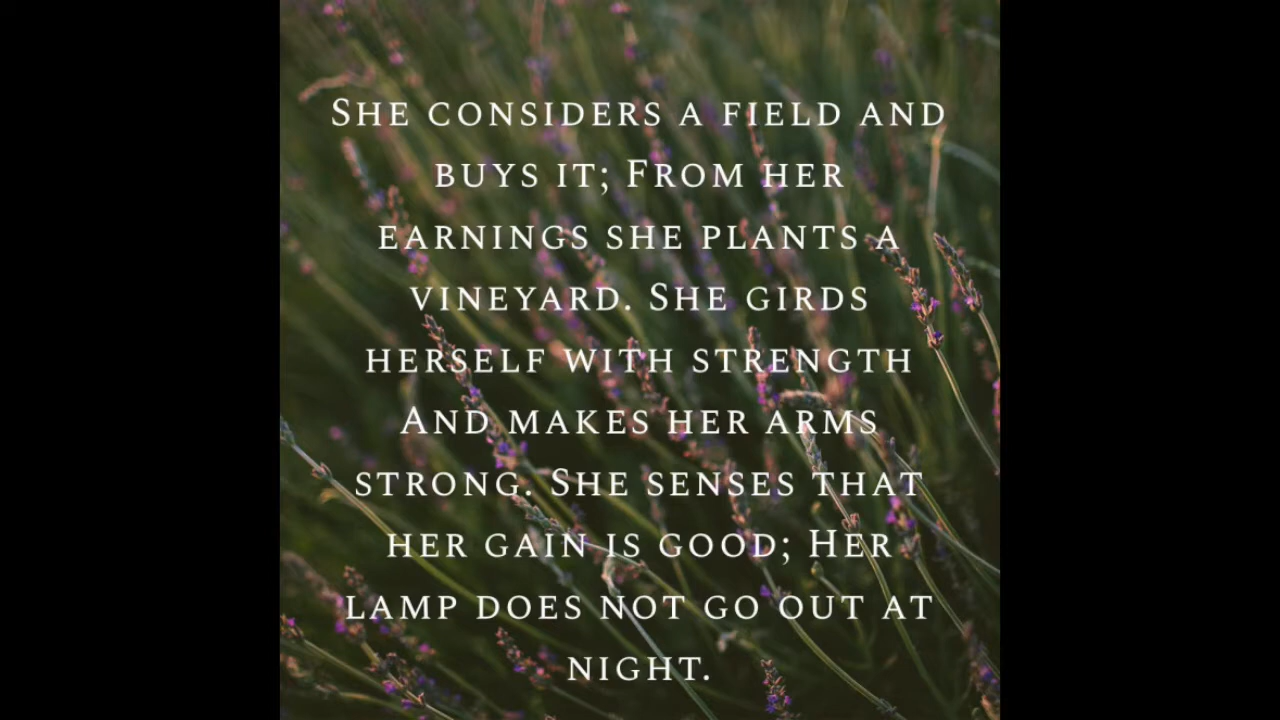 She considers a field and
buys it; From her
earnings she plants a
vineyard. She girds
herself with strength
And makes her arms
strong. She senses that
her gain is good; Her
lamp does not go out at
night.